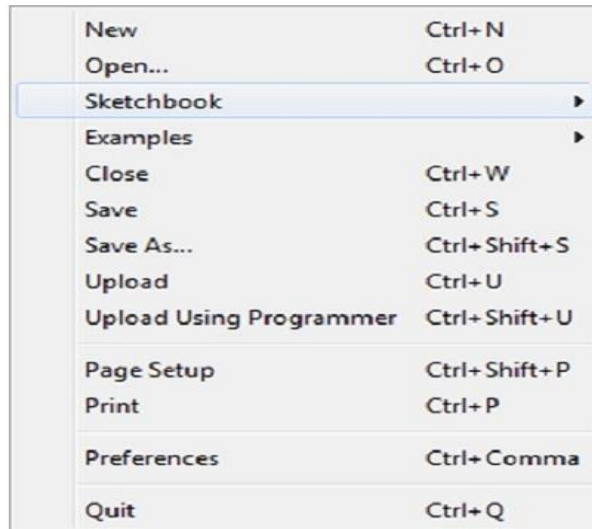 New Ctrl+N
Open... Ctrl+O
Sketchbook
Examples
Close Ctrl+W
Save Ctrl+S
Save As... Ctrl+Shift+S
Upload Ctrl+U
Upload Using Programmer Ctrl+Shift+U
Page Setup Ctrl+Shift+P
Print Ctrl+P
Preferences Ctrl+Comma
Quit Ctrl+Q